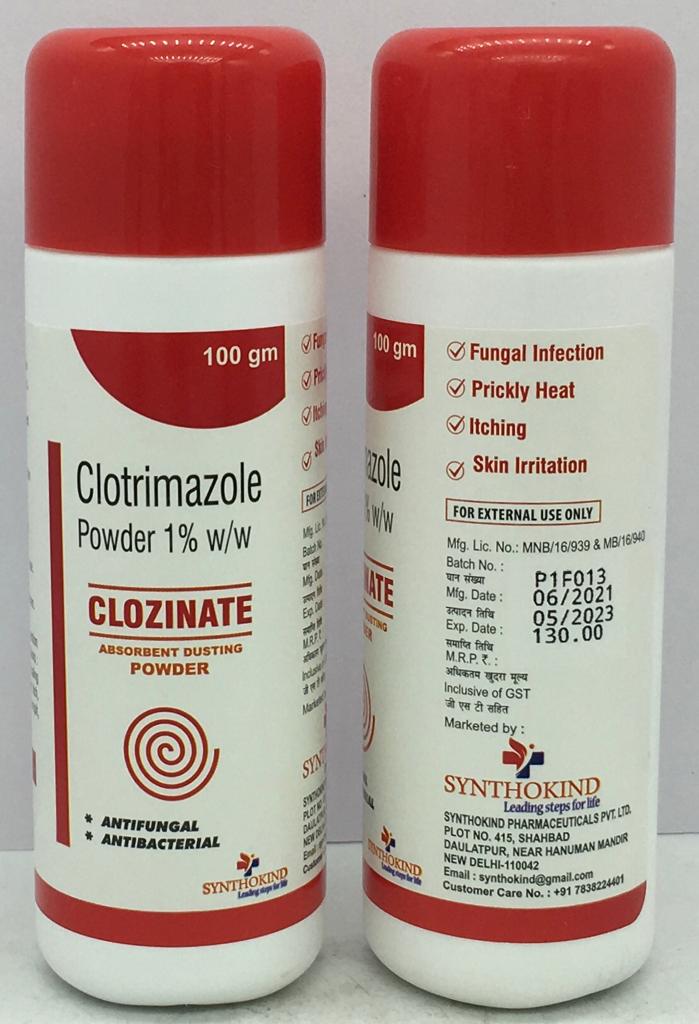 100 gm
Clotrimazole
Powder 1% w/w
CLOZINATE
ABSORBENT DUSTING
POWDER
* ANTIFUNGAL
* ANTIBACTERIAL
SYNTHOKIND
Leading steps for life
100 gm
Fungal Infection
Prickly Heat
Itching
Skin Irritation
FOR EXTERNAL USE ONLY
Mfg. Lic. No.: MNB/16/939 & MB/16/940
Batch No. :
P1F013
घान संख्या
Mfg. Date :
06/2021
उत्पादन तिथि
Exp. Date :
05/2023
समाप्ति तिथि
M.R.P. ₹. :
130.00
अधिकतम खुदरा मूल्य
Inclusive of GST
जी एस टी सहित
Marketed by :
SYNTHOKIND
Leading steps for life
SYNTHOKIND PHARMACEUTICALS PVT. LTD.
PLOT NO. 415, SHAHBAD
DAULATPUR, NEAR HANUMAN MANDIR
NEW DELHI-110042
Email : synthokind@gmail.com
Customer Care No. : +91 7838224401